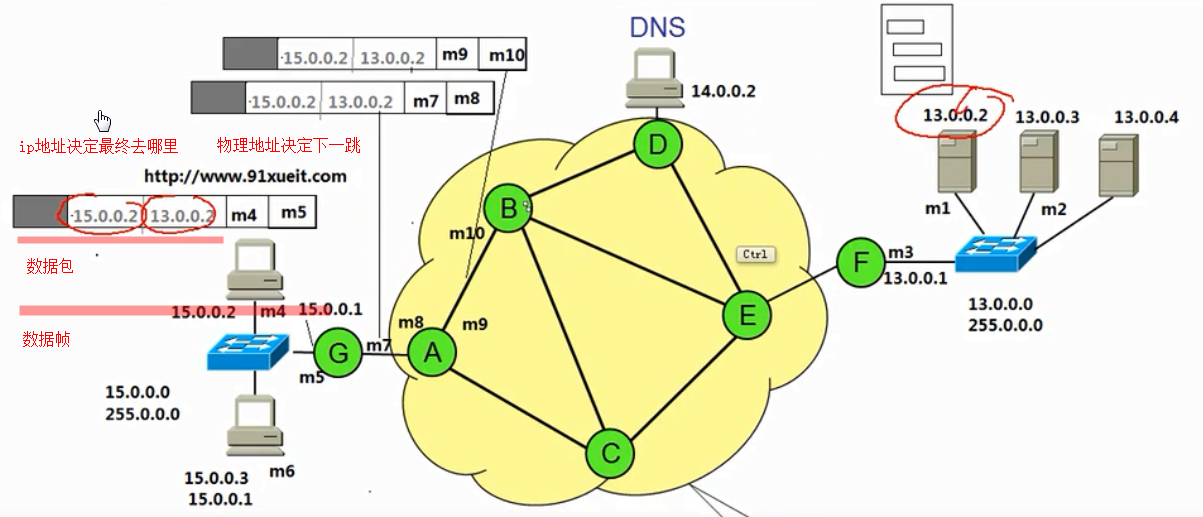 DNS
15.0.0.2 13.0.0.2 m9 m10
15.0.0.2 13.0.0.2 m7 m8
14.0.0.2
13.0.0.2
13.0.0.3
13.0.0.4
ip地址决定最终去哪里
物理地址决定下一跳
http://www.91xueit.com
15.0.0.2 13.0.0.2 m4 m5
数据包
数据帧
15.0.0.2
m4
15.0.0.1
G
m5
m7
15.0.0.0
255.0.0.0
15.0.0.3
15.0.0.1
m6
m8
A
m9
m10
B
C
D
E
Ctrl
F
m3
13.0.0.1
m1
m2
13.0.0.0
255.0.0.0